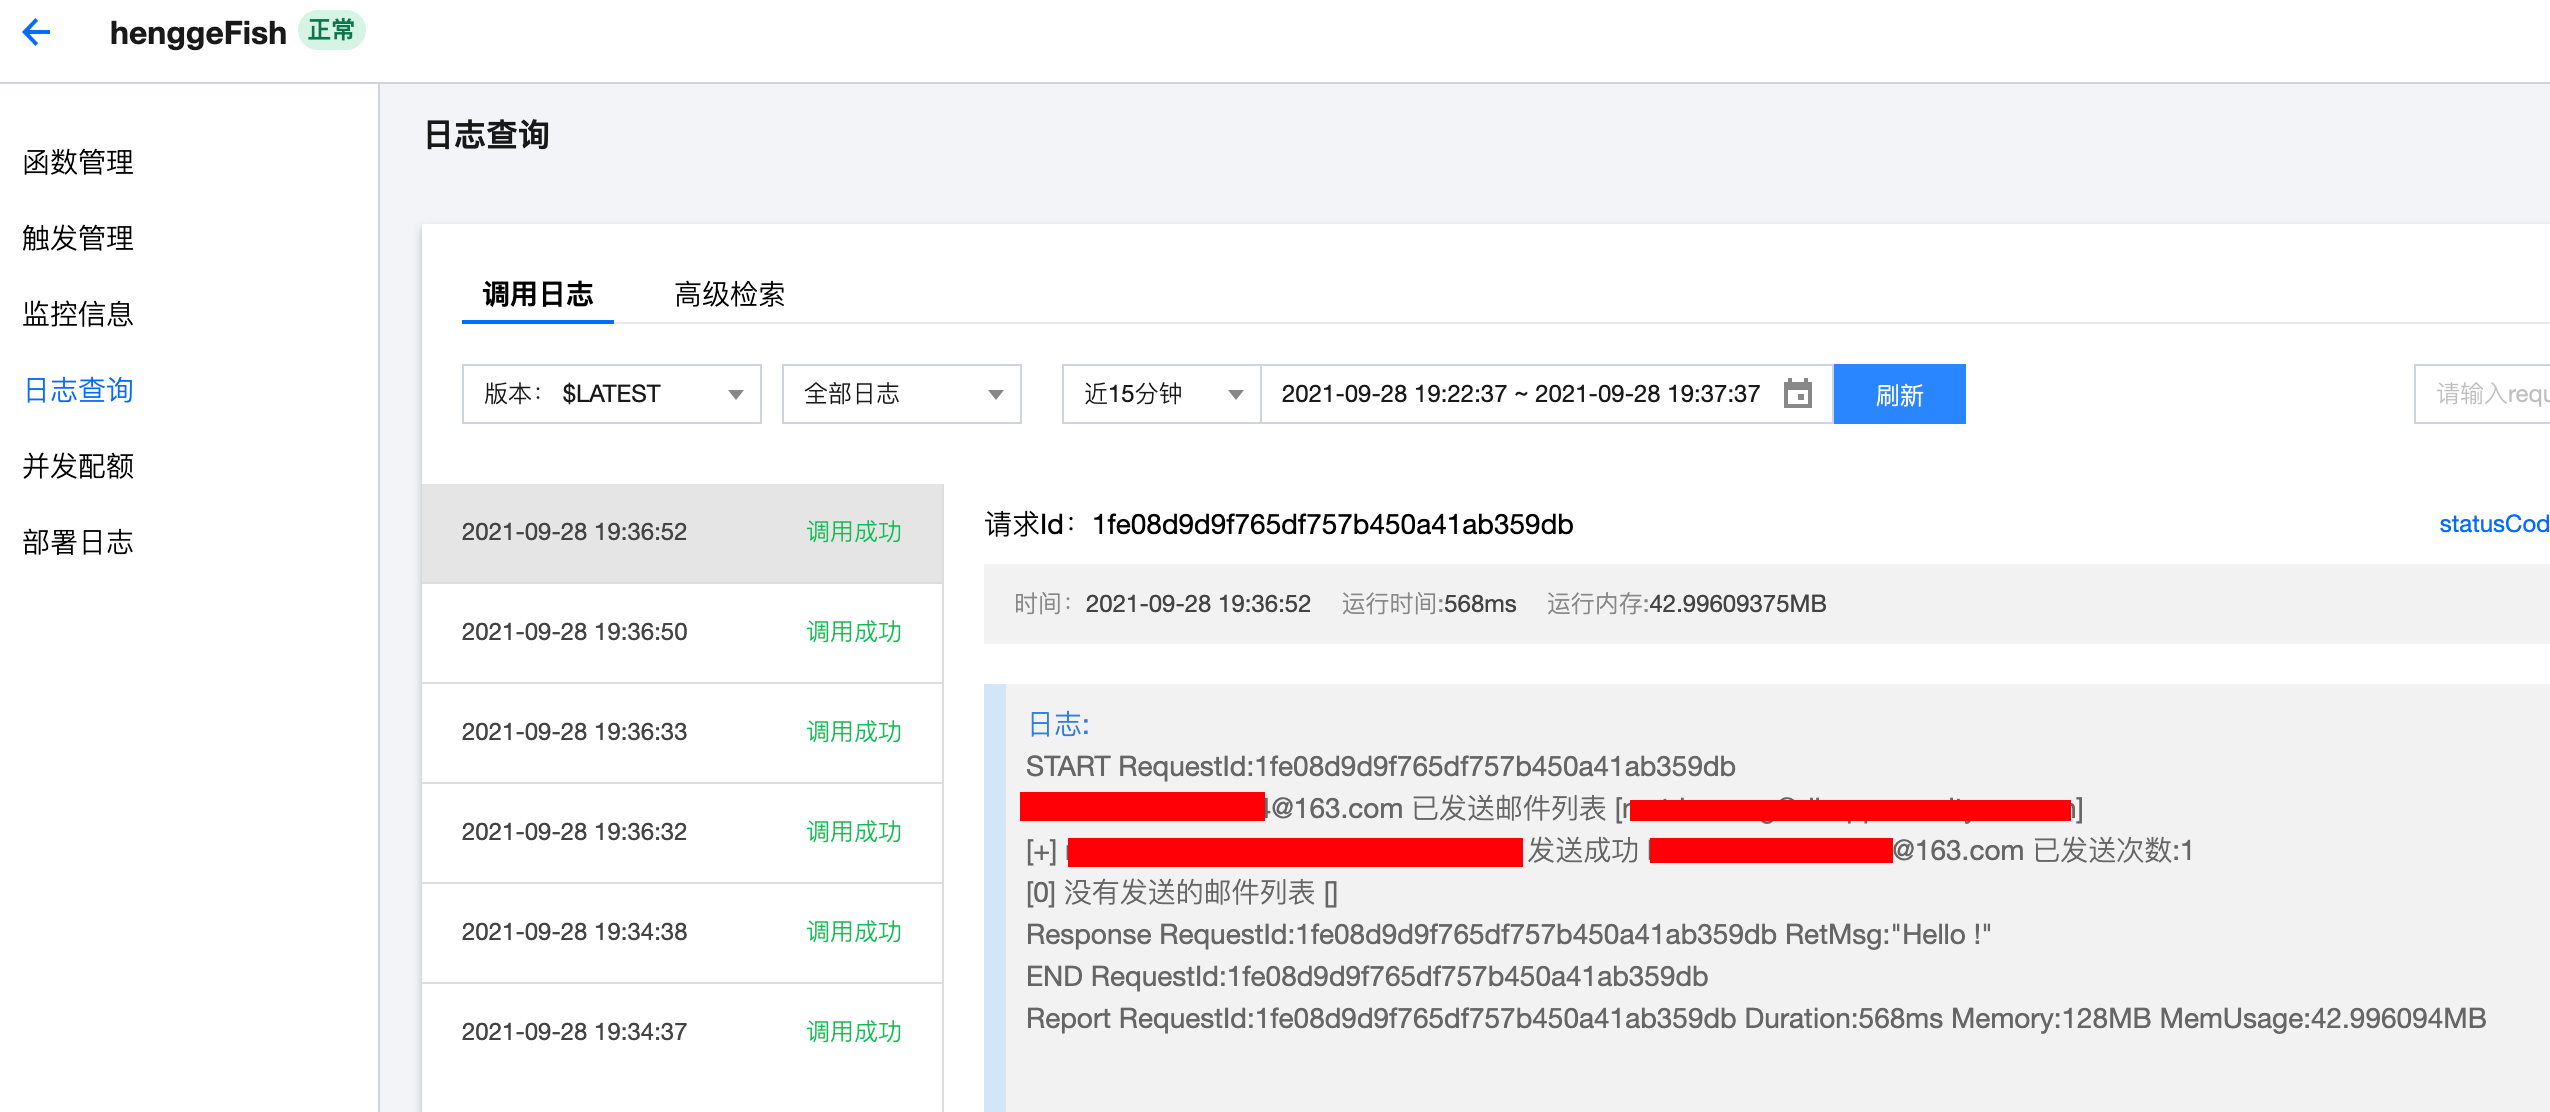 henggeFish 正常
函数管理
触发管理
监控信息
日志查询
并发配额
部署日志
日志查询
调用日志 高级检索
版本： $LATEST 全部日志 近15分钟 2021-09-28 19:22:37 ~ 2021-09-28 19:37:37 刷新 请输入requ
2021-09-28 19:36:52 调用成功
2021-09-28 19:36:50 调用成功
2021-09-28 19:36:33 调用成功
2021-09-28 19:36:32 调用成功
2021-09-28 19:34:38 调用成功
2021-09-28 19:34:37 调用成功
请求Id： 1fe08d9d9f765df757b450a41ab359db statusCod
时间： 2021-09-28 19:36:52 运行时间:568ms 运行内存:42.99609375MB
日志:
START RequestId:1fe08d9d9f765df757b450a41ab359db
@163.com 已发送邮件列表 [ ]
[+] 发送成功 @163.com 已发送次数:1
[0] 没有发送的邮件列表 []
Response RequestId:1fe08d9d9f765df757b450a41ab359db RetMsg:"Hello !"
END RequestId:1fe08d9d9f765df757b450a41ab359db
Report RequestId:1fe08d9d9f765df757b450a41ab359db Duration:568ms Memory:128MB MemUsage:42.996094MB